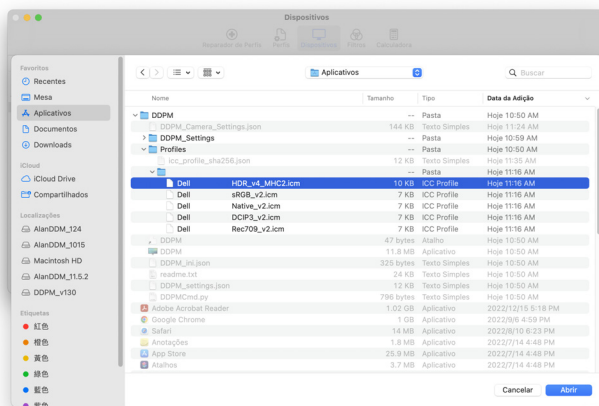 Dispositivos
Reparador de Perfis Perfis Dispositivos Filtros Calculadora
Favoritos
Recentes
Mesa
Aplicativos
Documentos
Downloads
iCloud
iCloud Drive
Compartilhados
Localizações
AlanDDM_124
AlanDDM_1015
Macintosh HD
AlanDDM_11.5.2
DDPM_v130
Etiquetas
紅色
橙色
黃色
綠色
藍色
紫色
Aplicativos
Buscar
Nome Tamanho Tipo Data da Adição
DDPM -- Pasta Hoje 10:50 AM
DDPM_Camera_Settings.json 144 KB Texto Simples Hoje 11:24 AM
DDPM_Settings -- Pasta Hoje 10:59 AM
Profiles -- Pasta Hoje 10:50 AM
icc_profile_sha256.json 12 KB Texto Simples Hoje 11:35 AM
-- Pasta Hoje 11:16 AM
Dell HDR_v4_MHC2.icm 10 KB ICC Profile Hoje 11:16 AM
Dell sRGB_v2.icm 7 KB ICC Profile Hoje 11:16 AM
Dell Native_v2.icm 7 KB ICC Profile Hoje 11:16 AM
Dell DCIP3_v2.icm 7 KB ICC Profile Hoje 11:16 AM
Dell Rec709_v2.icm 7 KB ICC Profile Hoje 11:16 AM
DDPM 47 bytes Atalho Hoje 10:50 AM
DDPM 11.8 MB Aplicativo Hoje 10:50 AM
DDPM_ini.json 325 bytes Texto Simples Hoje 10:50 AM
readme.txt 24 KB Texto Simples Hoje 10:50 AM
DDPM_settings.json 12 KB Texto Simples Hoje 10:50 AM
DDPMCmd.py 796 bytes Texto Simples Hoje 10:50 AM
Adobe Acrobat Reader 1.02 GB Aplicativo 2022/12/15 5:18 PM
Google Chrome 1 GB Aplicativo 2022/9/6 4:59 PM
Safari 14 MB Aplicativo 2022/8/10 6:23 PM
Anotações 1.8 MB Aplicativo 2022/7/14 4:48 PM
App Store 25.9 MB Aplicativo 2022/7/14 4:48 PM
Atalhos 3.7 MB Aplicativo 2022/7/14 4:48 PM
Cancelar Abrir